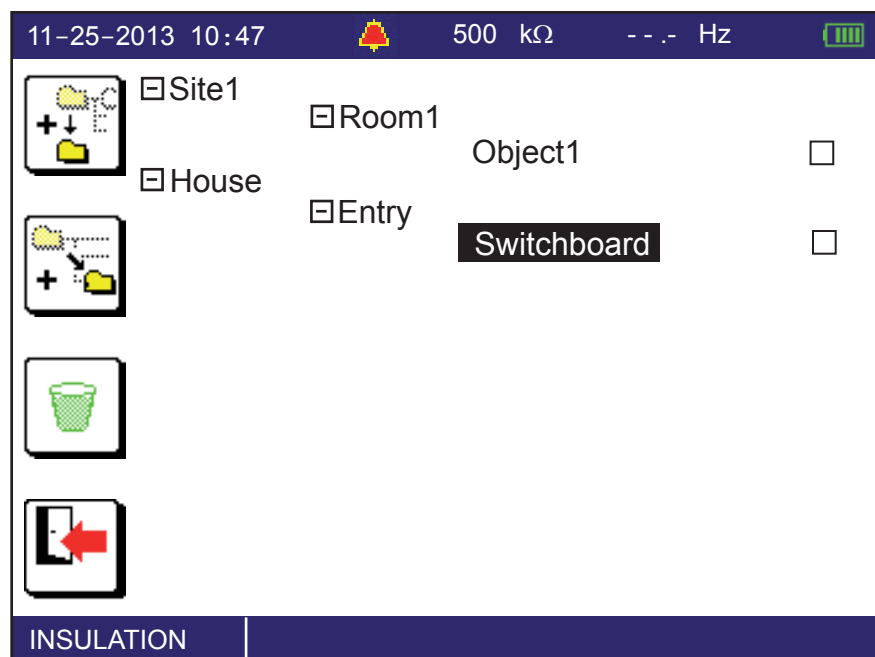 11-25-2013 10:47 500 kΩ - - .- Hz
Site1
Room1
Object1
House
Entry
Switchboard
INSULATION